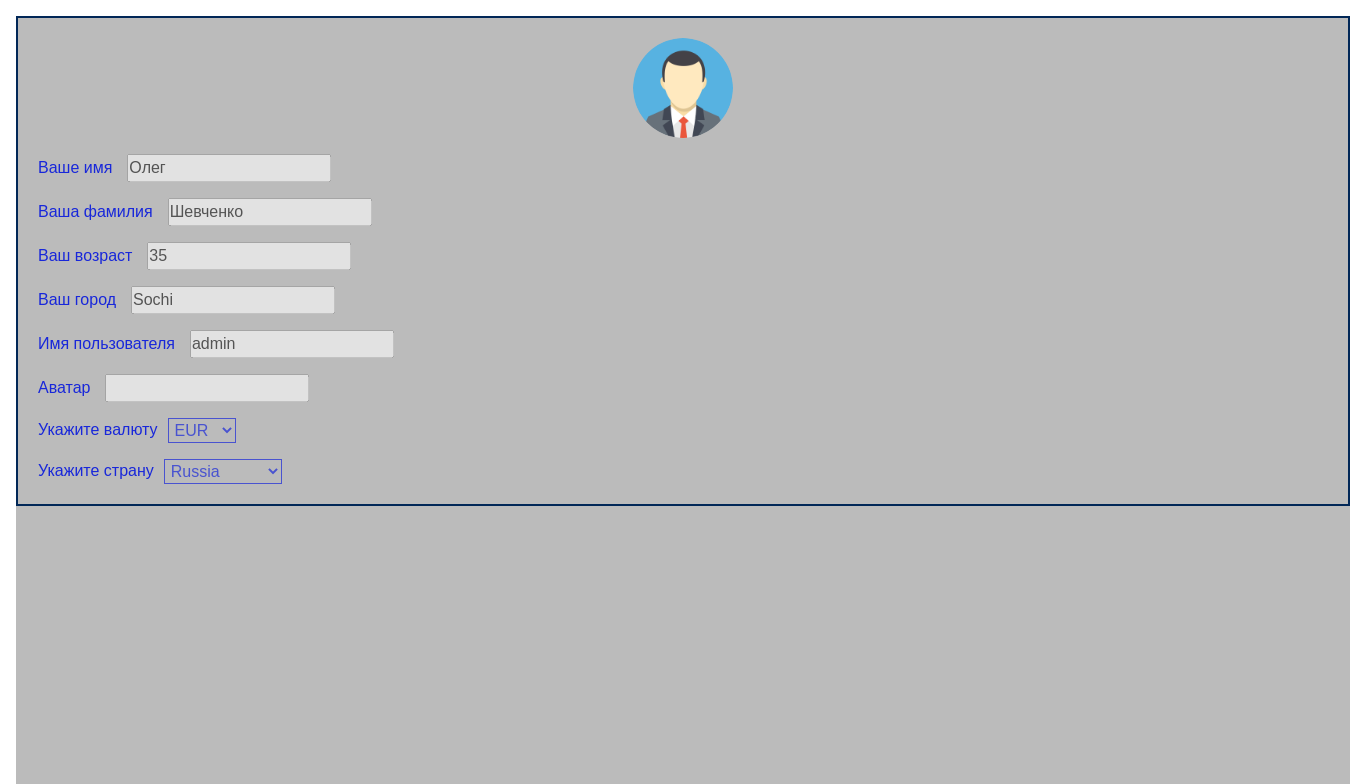 Ваше имя Олег
Ваша фамилия Шевченко
Ваш возраст 35
Ваш город Sochi
Имя пользователя admin
Аватар
Укажите валюту EUR
Укажите страну Russia